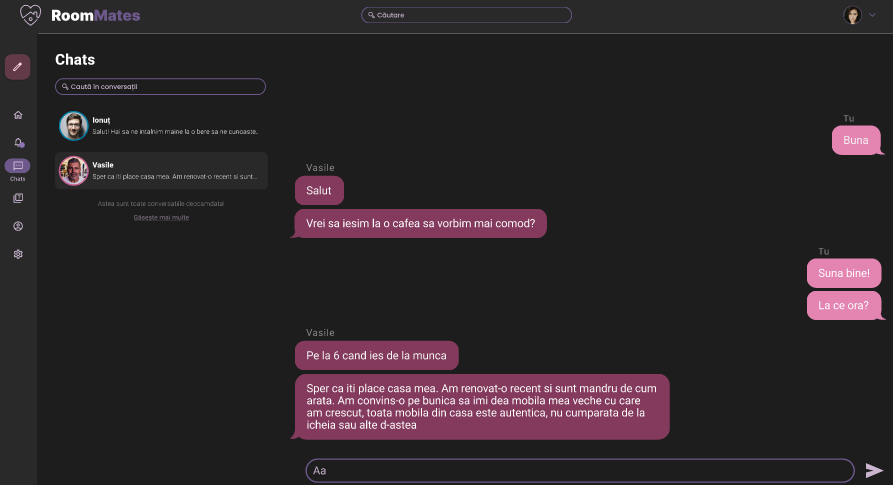 RoomMates
Căutare
Chats
Caută în conversații
Ionuț
Salut! Hai sa ne intalnim maine la o bere sa ne cunoaste..
Vasile
Sper ca iti place casa mea. Am renovat-o recent si sunt...
Astea sunt toate conversatiile deocamdata!
Găsește mai multe
Chats
Tu
Buna
Vasile
Salut
Vrei sa iesim la o cafea sa vorbim mai comod?
Tu
Suna bine!
La ce ora?
Vasile
Pe la 6 cand ies de la munca
Sper ca iti place casa mea. Am renovat-o recent si sunt mandru de cum
arata. Am convins-o pe bunica sa imi dea mobila mea veche cu care
am crescut, toata mobila din casa este autentica, nu cumparata de la
icheia sau alte d-astea
Aa